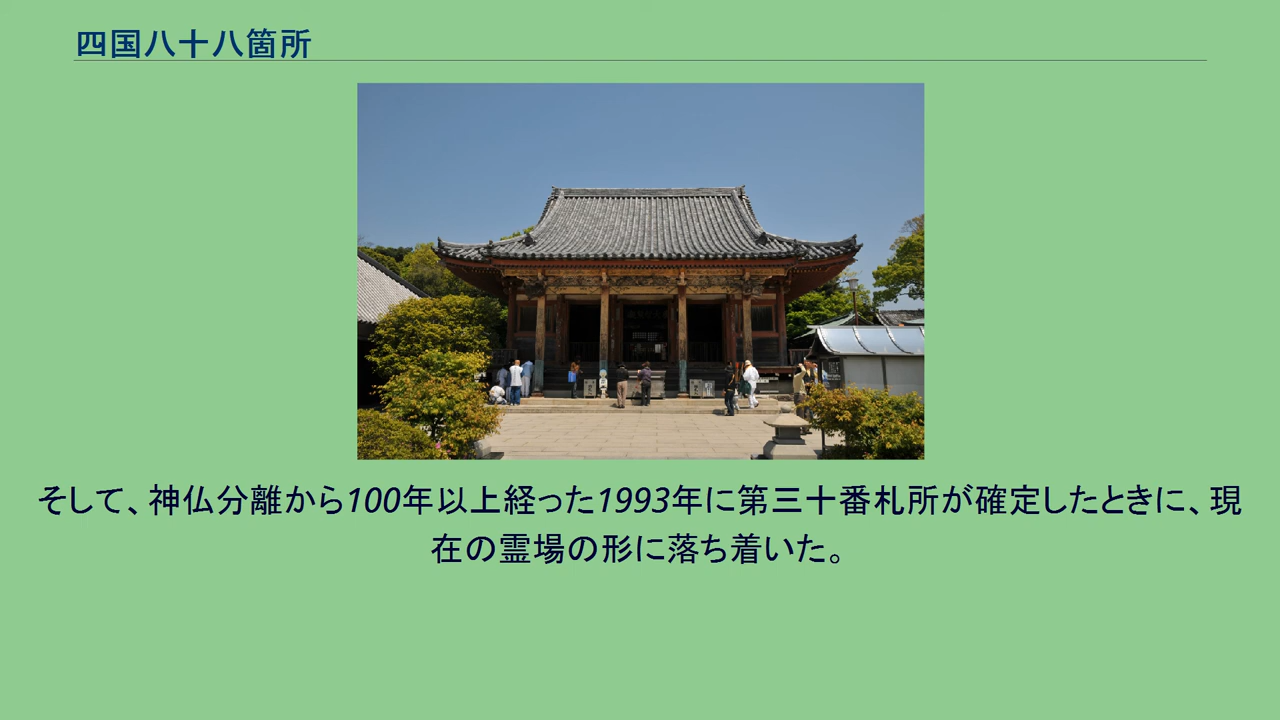 四国八十八箇所
そして、神仏分離から100年以上経った1993年に第三十番札所が確定したときに、現
在の霊場の形に落ち着いた。